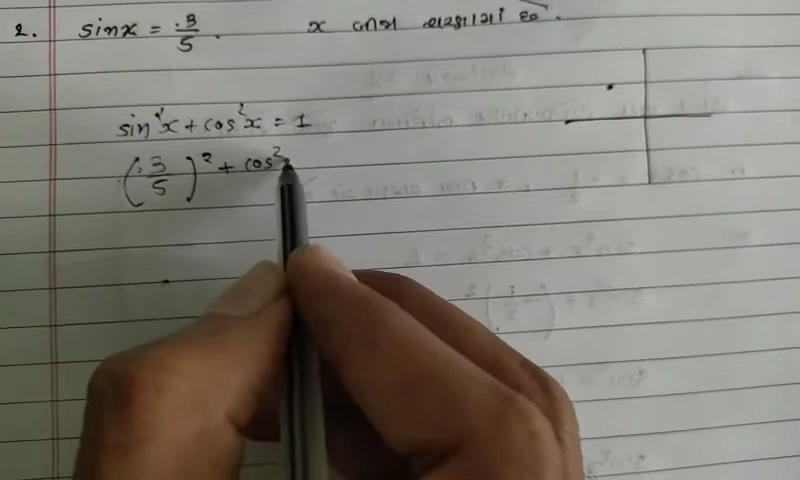 2. sinx = 3/5. x
sin²x + cos²x = 1
(3/5)² + cos²